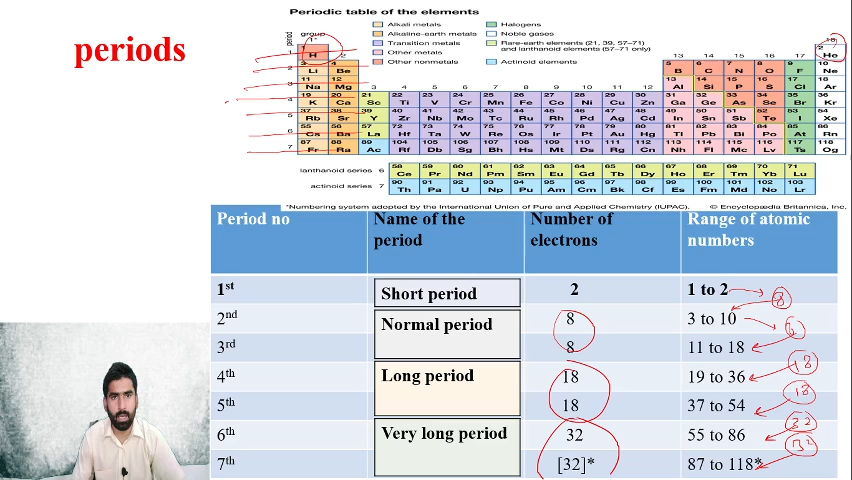 Periodic table of the elements
periods
period
group
1*
18
Alkali metals
Halogens
Alkaline-earth metals
Noble gases
Transition metals
Rare-earth elements (21, 39, 57–71)
and lanthanoid elements (57–71 only)
Other metals
Other nonmetals
Actinoid elements
1 1 2
H He
2 13 14 15 16 17
2 3 4 5 6 7 8 9 10
Li Be B C N O F Ne
3 11 12 13 14 15 16 17 18
Na Mg 3 4 5 6 7 8 9 10 11 12 Al Si P S Cl Ar
4 19 20 21 22 23 24 25 26 27 28 29 30 31 32 33 34 35 36
K Ca Sc Ti V Cr Mn Fe Co Ni Cu Zn Ga Ge As Se Br Kr
5 37 38 39 40 41 42 43 44 45 46 47 48 49 50 51 52 53 54
Rb Sr Y Zr Nb Mo Tc Ru Rh Pd Ag Cd In Sn Sb Te I Xe
6 55 56 57 72 73 74 75 76 77 78 79 80 81 82 83 84 85 86
Cs Ba La Hf Ta W Re Os Ir Pt Au Hg Tl Pb Bi Po At Rn
7 87 88 89 104 105 106 107 108 109 110 111 112 113 114 115 116 117 118
Fr Ra Ac Rf Db Sg Bh Hs Mt Ds Rg Cn Nh Fl Mc Lv Ts Og
lanthanoid series 6 58 59 60 61 62 63 64 65 66 67 68 69 70 71
Ce Pr Nd Pm Sm Eu Gd Tb Dy Ho Er Tm Yb Lu
actinoid series 7 90 91 92 93 94 95 96 97 98 99 100 101 102 103
Th Pa U Np Pu Am Cm Bk Cf Es Fm Md No Lr
*Numbering system adopted by the International Union of Pure and Applied Chemistry (IUPAC). © Encyclopædia Britannica, Inc.
Period no Name of the Number of Range of atomic
period electrons numbers
1st Short period 2 1 to 2
8
2nd Normal period 8 3 to 10
3rd 8 11 to 18
18
4th Long period 18 19 to 36
18
5th 18 37 to 54
32
6th Very long period 32 55 to 86
32
7th [32]* 87 to 118*